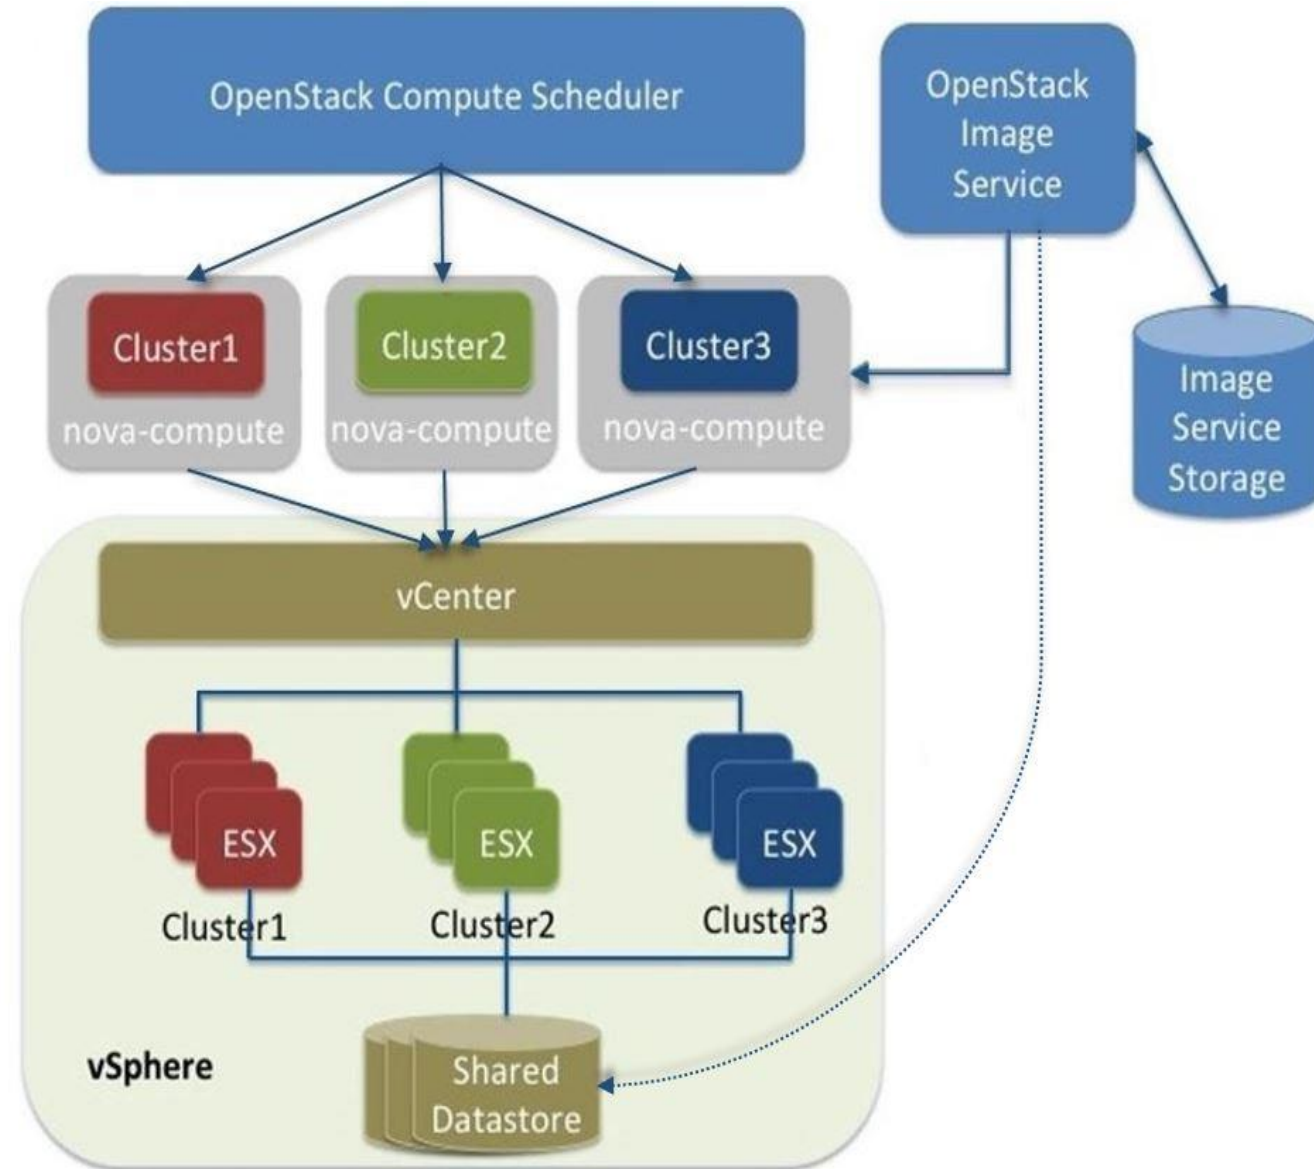 OpenStack Compute Scheduler
OpenStack
Image
Service
Cluster1
Cluster2
Cluster3
nova-compute
nova-compute
nova-compute
Image
Service
Storage
vCenter
ESX
ESX
ESX
Cluster1
Cluster2
Cluster3
vSphere
Shared
Datastore